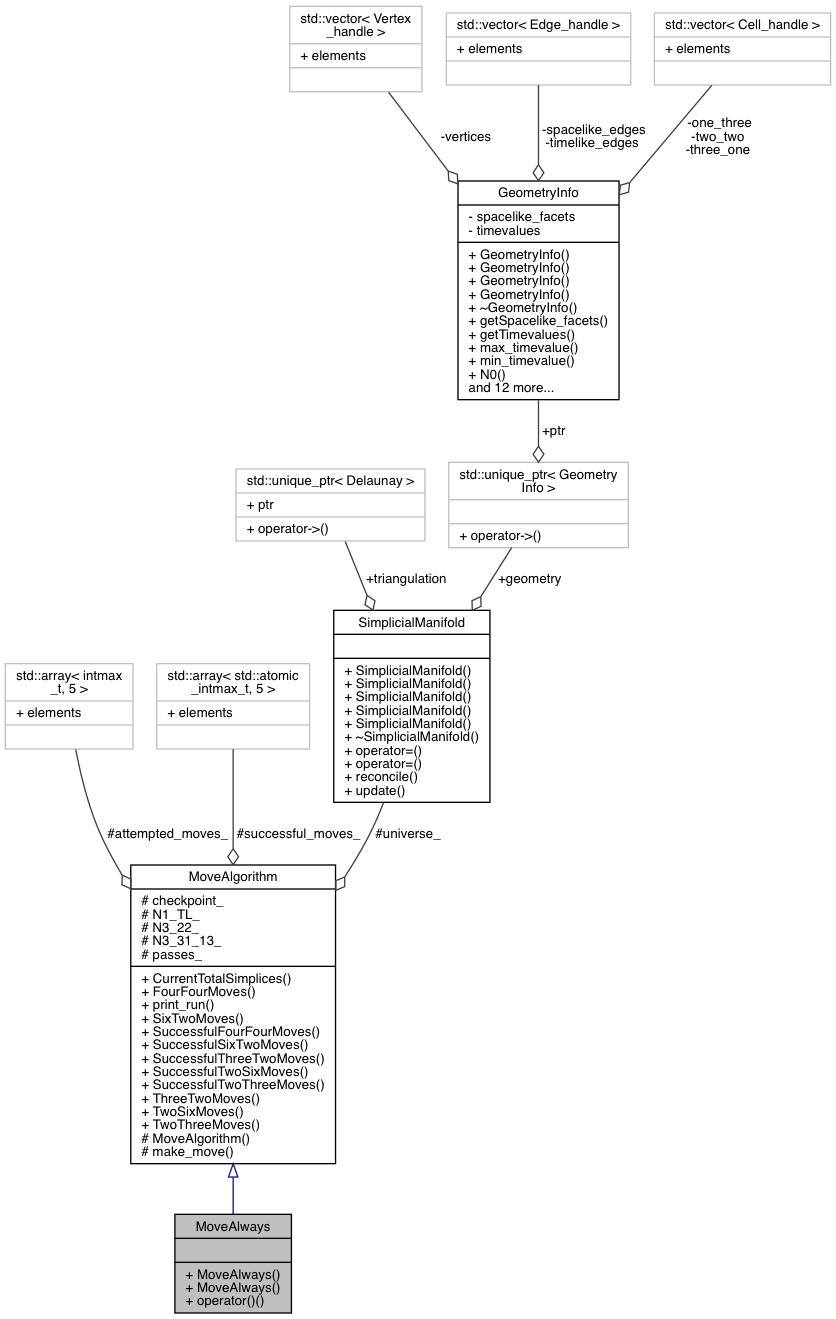 std::vector< Vertex
_handle >
+ elements
std::vector< Edge_handle >
+ elements
std::vector< Cell_handle >
+ elements
-vertices
-spacelike_edges
-timelike_edges
-one_three
-two_two
-three_one
GeometryInfo
- spacelike_facets
- timevalues
+ GeometryInfo()
+ GeometryInfo()
+ GeometryInfo()
+ GeometryInfo()
+ ~GeometryInfo()
+ getSpacelike_facets()
+ getTimevalues()
+ max_timevalue()
+ min_timevalue()
+ N0()
and 12 more...
+ptr
std::unique_ptr< Delaunay >
+ ptr
+ operator->()
std::unique_ptr< Geometry
Info >
+ operator->()
+triangulation
+geometry
SimplicialManifold
+ SimplicialManifold()
+ SimplicialManifold()
+ SimplicialManifold()
+ SimplicialManifold()
+ SimplicialManifold()
+ ~SimplicialManifold()
+ operator=()
+ operator=()
+ reconcile()
+ update()
std::array< intmax
_t, 5 >
+ elements
std::array< std::atomic
_intmax_t, 5 >
+ elements
#attempted_moves_
#successful_moves_
#universe_
MoveAlgorithm
# checkpoint_
# N1_TL_
# N3_22_
# N3_31_13_
# passes_
+ CurrentTotalSimplices()
+ FourFourMoves()
+ print_run()
+ SixTwoMoves()
+ SuccessfulFourFourMoves()
+ SuccessfulSixTwoMoves()
+ SuccessfulThreeTwoMoves()
+ SuccessfulTwoSixMoves()
+ SuccessfulTwoThreeMoves()
+ ThreeTwoMoves()
+ TwoSixMoves()
+ TwoThreeMoves()
# MoveAlgorithm()
# make_move()
MoveAlways
+ MoveAlways()
+ MoveAlways()
+ operator()()